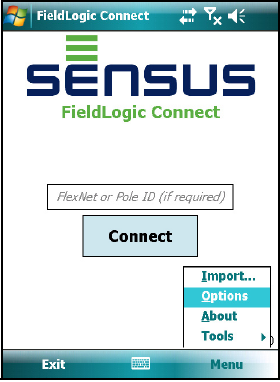 FieldLogic Connect
SENSUS
FieldLogic Connect
FlexNet or Pole ID (if required)
Connect
Import...
Options
About
Tools
Exit
Menu